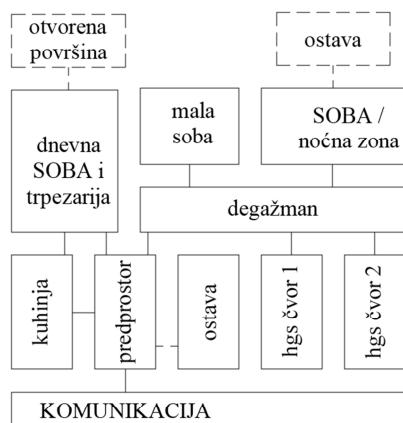 otvorena
površina
ostava
dnevna
SOBA i
trpezarija
mala
soba
SOBA /
noćna zona
degažman
kuhinja
predprostor
ostava
hgs čvor 1
hgs čvor 2
KOMUNIKACIJA